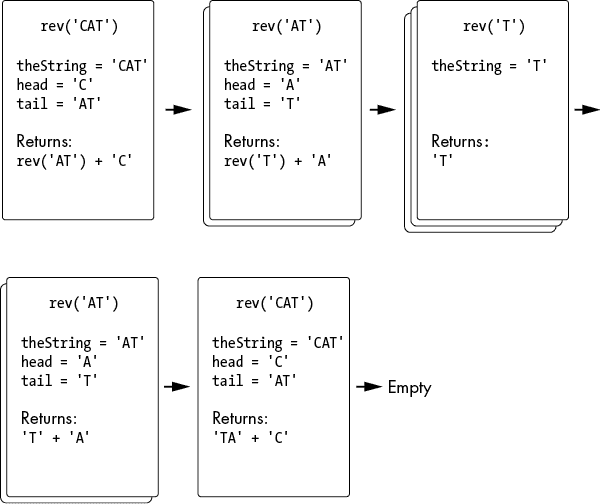 rev('CAT')
theString = 'CAT'
head = 'C'
tail = 'AT'
Returns:
rev('AT') + 'C'
rev('AT')
theString = 'AT'
head = 'A'
tail = 'T'
Returns:
rev('T') + 'A'
rev('T')
theString = 'T'
Returns:
'T'
rev('AT')
theString = 'AT'
head = 'A'
tail = 'T'
Returns:
'T' + 'A'
rev('CAT')
theString = 'CAT'
head = 'C'
tail = 'AT'
Returns:
'TA' + 'C'
Empty